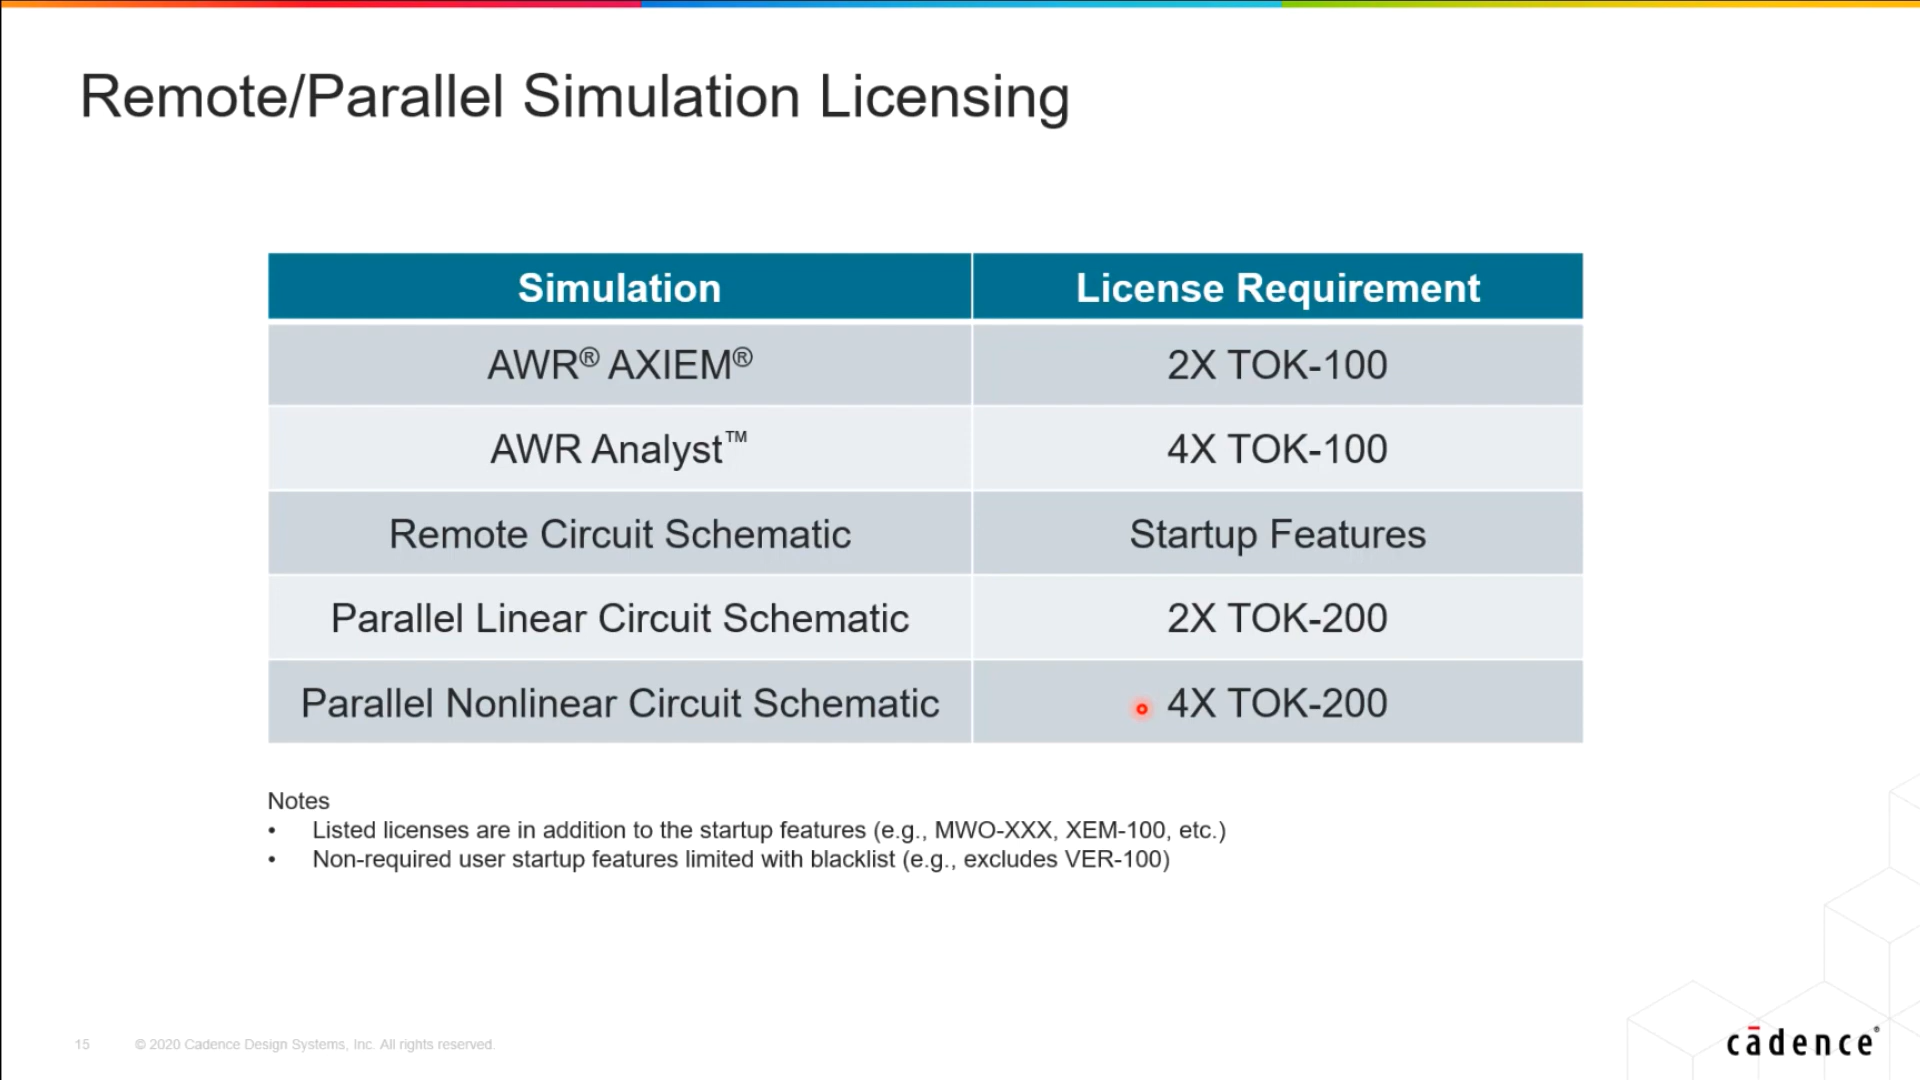 Remote/Parallel Simulation Licensing
Simulation License Requirement
AWR® AXIEM® 2X TOK-100
AWR Analyst™ 4X TOK-100
Remote Circuit Schematic Startup Features
Parallel Linear Circuit Schematic 2X TOK-200
Parallel Nonlinear Circuit Schematic 4X TOK-200
Notes
• Listed licenses are in addition to the startup features (e.g., MWO-XXX, XEM-100, etc.)
• Non-required user startup features limited with blacklist (e.g., excludes VER-100)
15 © 2020 Cadence Design Systems, Inc. All rights reserved.
cādence®